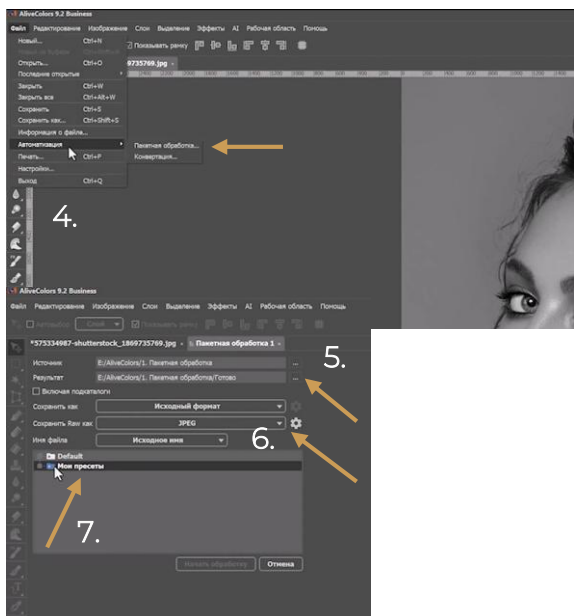 AliveColors 9.2 Business
Файл Редактирование Изображение Слои Выделение Эффекты AI Рабочая область Помощь
Новый... Ctrl+N
Показывать рамку
Открыть... Ctrl+O
9735769.jpg
Последние открытые
Закрыть Ctrl+W
Закрыть все Ctrl+Alt+W
Сохранить Ctrl+S
Сохранить как... Ctrl+Shift+S
Информация о файле...
Автоматизация
Пакетная обработка...
Печать... Ctrl+P
Конвертация...
Настройки...
Выход Ctrl+Q
4.
AliveColors 9.2 Business
Файл Редактирование Изображение Слои Выделение Эффекты AI Рабочая область Помощь
Автовыбор Слой Показывать рамку
*575334987-shutterstock_1869735769.jpg Пакетная обработка 1
5.
Источник E:/AliveColors/1. Пакетная обработка ...
Результат E:/AliveColors/1. Пакетная обработка/Готово ...
Включая подкаталоги
Сохранить как Исходный формат
Сохранить Raw как JPEG
6.
Имя файла Исходное имя
Default
Мои пресеты
7.
Начать обработку Отмена